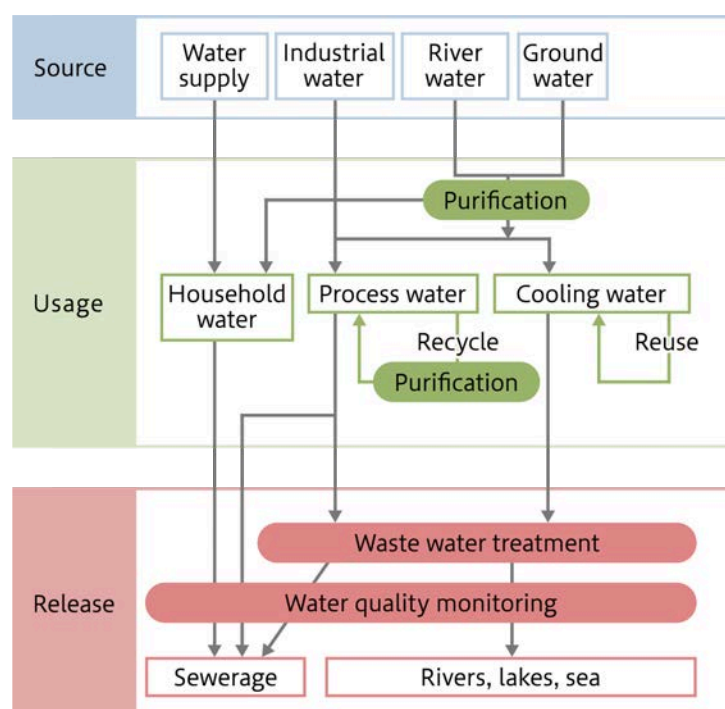 Source
Water
supply
Industrial
water
River
water
Ground
water
Usage
Purification
Household
water
Process water
Cooling water
Recycle
Reuse
Purification
Release
Waste water treatment
Water quality monitoring
Sewerage
Rivers, lakes, sea